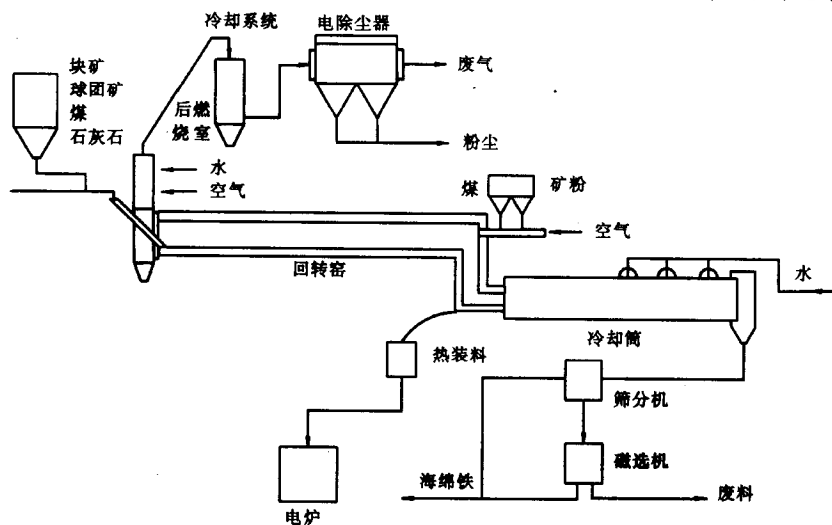 冷却系统
电除尘器
块矿
球团矿
煤
石灰石
后燃
烧室
废气
粉尘
水
空气
煤
矿粉
空气
回转窑
水
冷却筒
热装料
筛分机
磁选机
海绵铁
废料
电炉